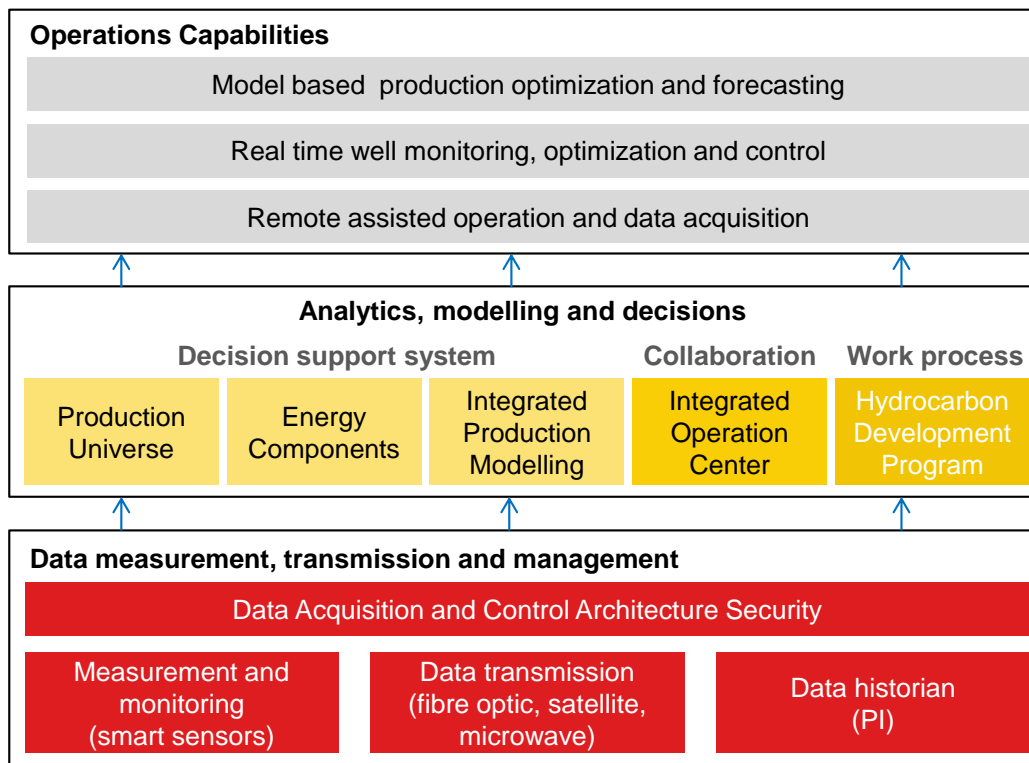 Operations Capabilities
Model based production optimization and forecasting
Real time well monitoring, optimization and control
Remote assisted operation and data acquisition
Analytics, modelling and decisions
Decision support system
Collaboration
Work process
Production
Universe
Energy
Components
Integrated
Production
Modelling
Integrated
Operation
Center
Hydrocarbon
Development
Program
Data measurement, transmission and management
Data Acquisition and Control Architecture Security
Measurement and
monitoring
(smart sensors)
Data transmission
(fibre optic, satellite,
microwave)
Data historian
(PI)